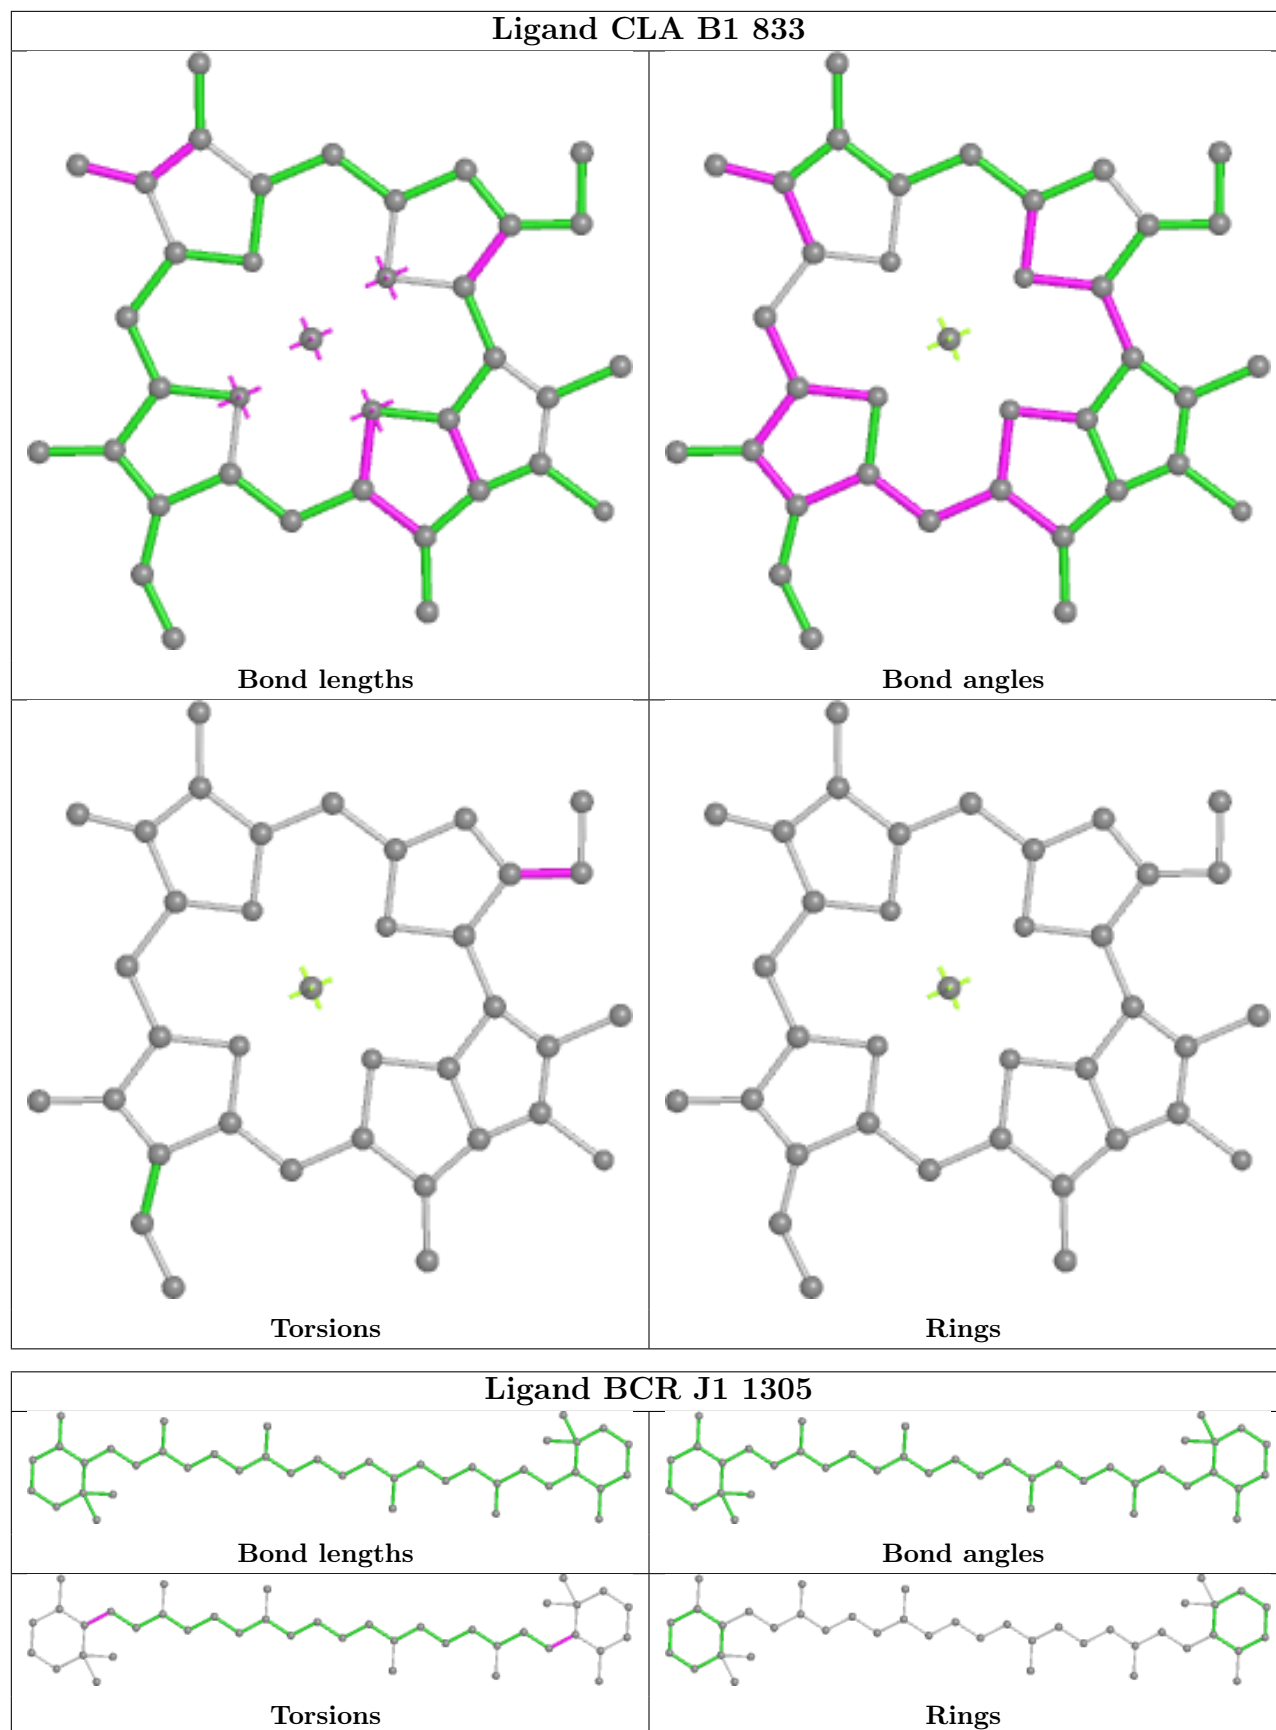 Ligand CLA B1 833
Bond lengths
Bond angles
Torsions
Rings
Ligand BCR J1 1305
Bond lengths
Bond angles
Torsions
Rings